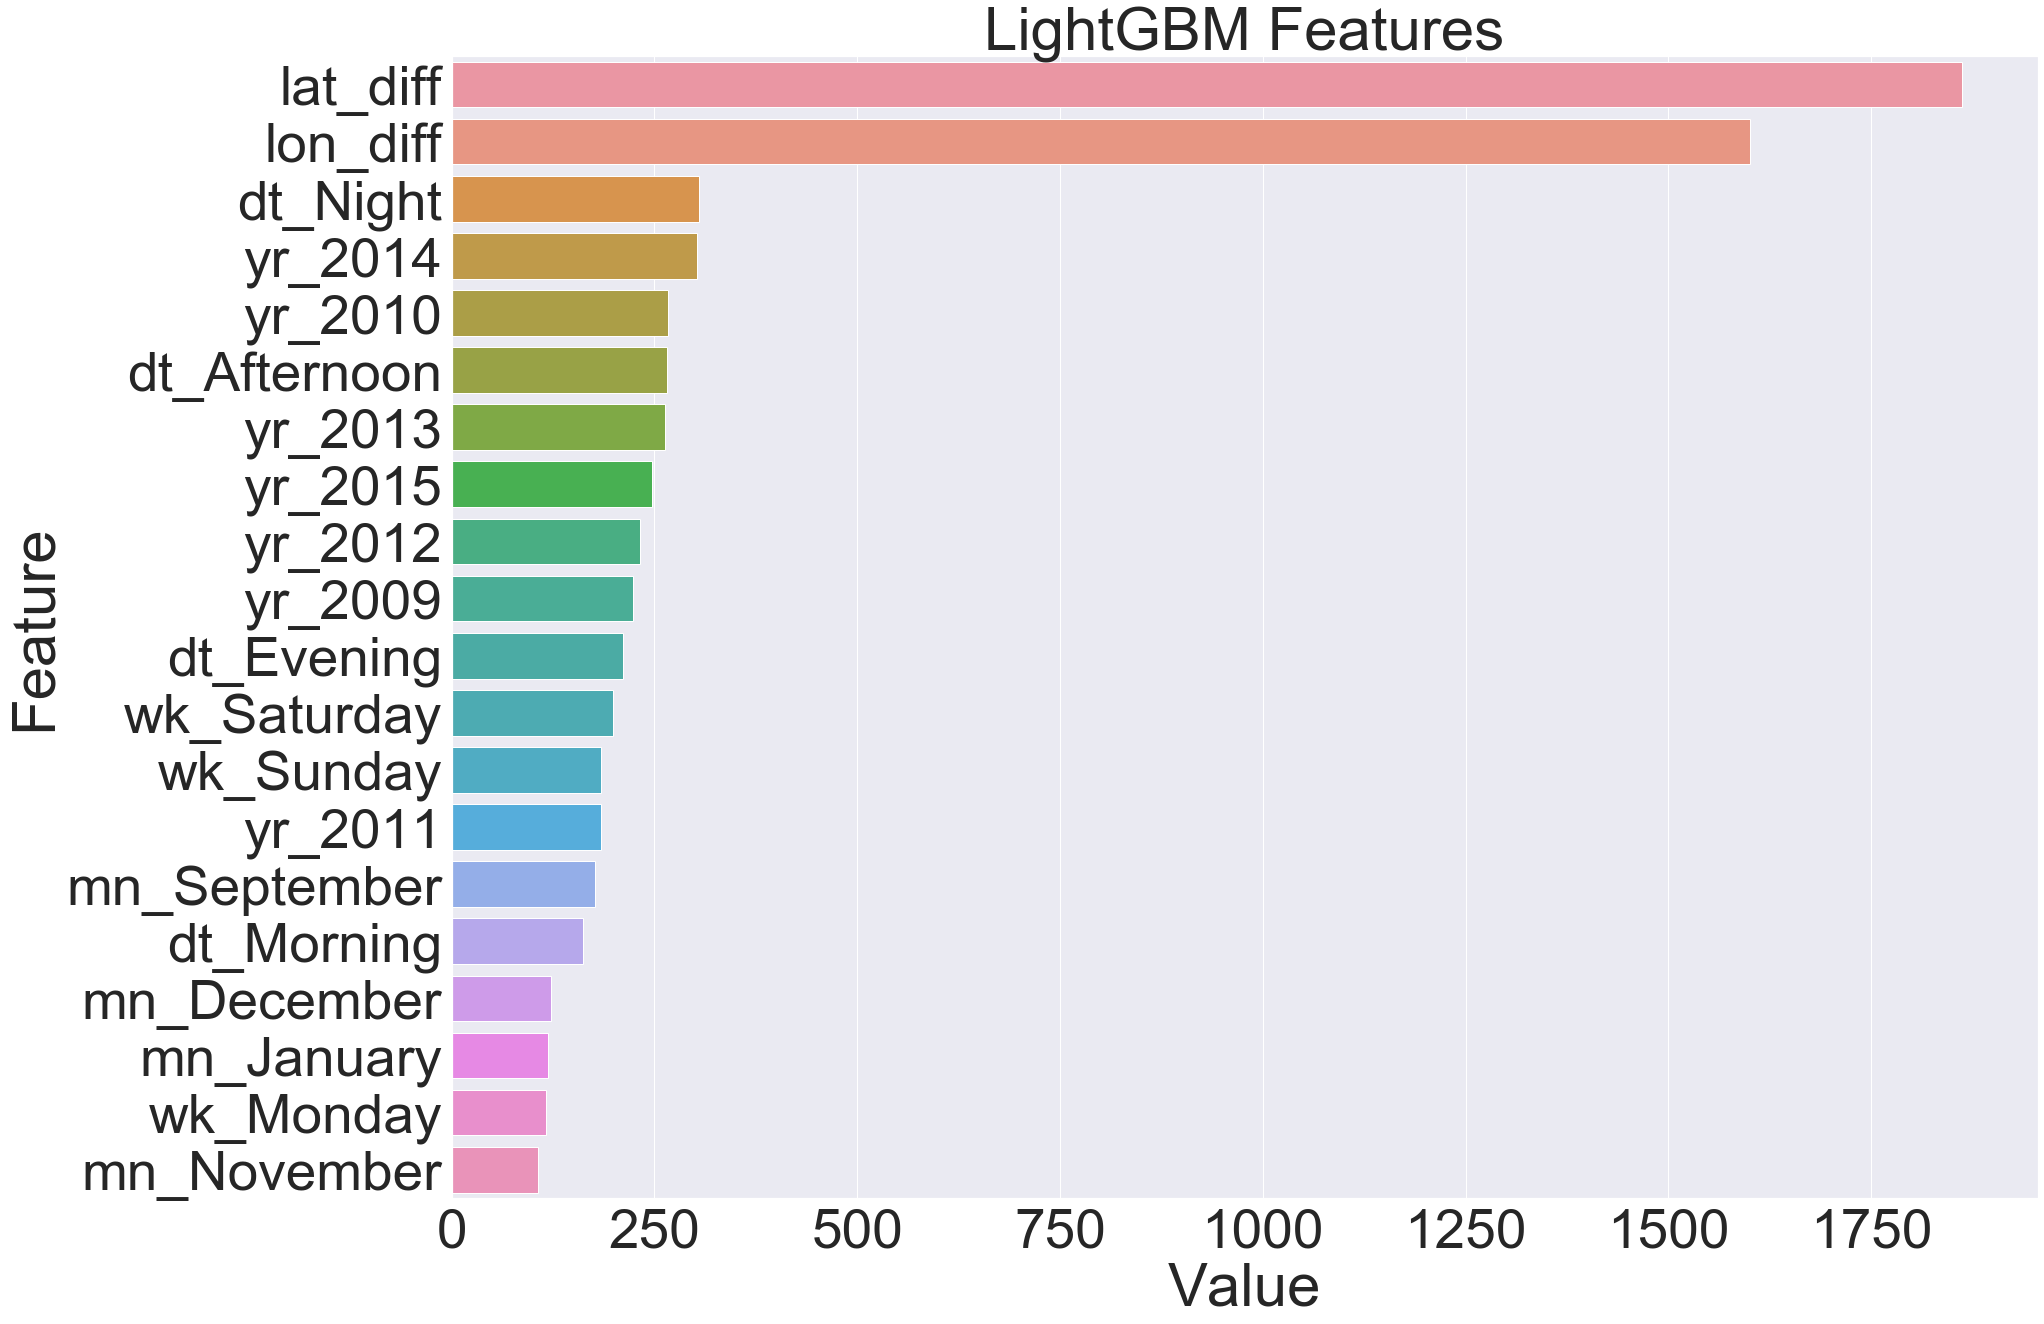 LightGBM Features
lat_diff
lon_diff
dt_Night
yr_2014
yr_2010
dt_Afternoon
yr_2013
yr_2015
yr_2012
yr_2009
dt_Evening
wk_Saturday
wk_Sunday
yr_2011
mn_September
dt_Morning
mn_December
mn_January
wk_Monday
mn_November
Feature
0 250 500 750 1000 1250 1500 1750
Value